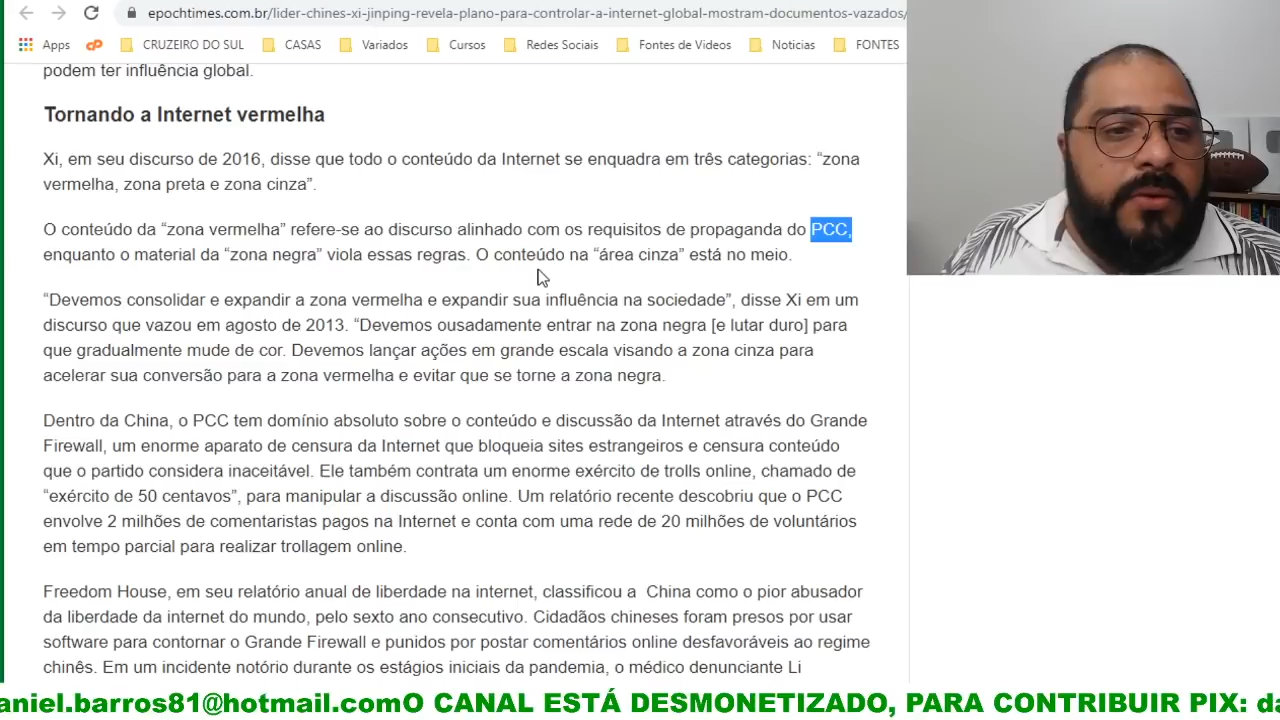 epochtimes.com.br/lider-chines-xi-jinping-revela-plano-para-controlar-a-internet-global-mostram-documentos-vazados/
Apps CRUZEIRO DO SUL CASAS Variados Cursos Redes Sociais Fontes de Videos Noticias FONTES
podem ter influência global.
Tornando a Internet vermelha
Xi, em seu discurso de 2016, disse que todo o conteúdo da Internet se enquadra em três categorias: “zona
vermelha, zona preta e zona cinza”.
O conteúdo da “zona vermelha” refere-se ao discurso alinhado com os requisitos de propaganda do PCC,
enquanto o material da “zona negra” viola essas regras. O conteúdo na “área cinza” está no meio.
“Devemos consolidar e expandir a zona vermelha e expandir sua influência na sociedade”, disse Xi em um
discurso que vazou em agosto de 2013. “Devemos ousadamente entrar na zona negra [e lutar duro] para
que gradualmente mude de cor. Devemos lançar ações em grande escala visando a zona cinza para
acelerar sua conversão para a zona vermelha e evitar que se torne a zona negra.
Dentro da China, o PCC tem domínio absoluto sobre o conteúdo e discussão da Internet através do Grande
Firewall, um enorme aparato de censura da Internet que bloqueia sites estrangeiros e censura conteúdo
que o partido considera inaceitável. Ele também contrata um enorme exército de trolls online, chamado de
“exército de 50 centavos”, para manipular a discussão online. Um relatório recente descobriu que o PCC
envolve 2 milhões de comentaristas pagos na Internet e conta com uma rede de 20 milhões de voluntários
em tempo parcial para realizar trollagem online.
Freedom House, em seu relatório anual de liberdade na internet, classificou a China como o pior abusador
da liberdade da internet do mundo, pelo sexto ano consecutivo. Cidadãos chineses foram presos por usar
software para contornar o Grande Firewall e punidos por postar comentários online desfavoráveis ao regime
chinês. Em um incidente notório durante os estágios iniciais da pandemia, o médico denunciante Li
aniel.barros81@hotmail.comO CANAL ESTÁ DESMONETIZADO, PARA CONTRIBUIR PIX: da